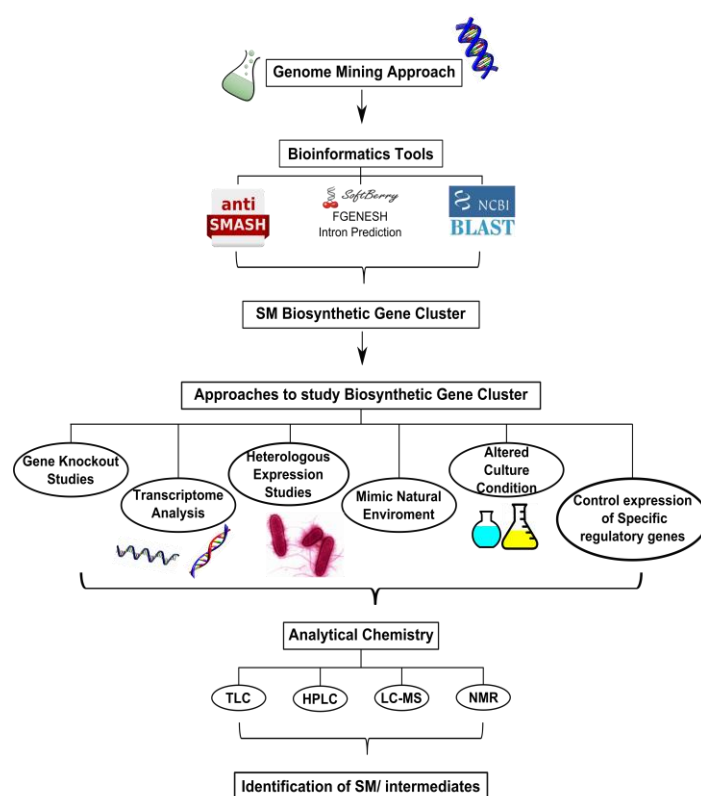 Genome Mining Approach
Bioinformatics Tools
anti
SMASH
SoftBerry
FGENESH
Intron Prediction
NCBI
BLAST
SM Biosynthetic Gene Cluster
Approaches to study Biosynthetic Gene Cluster
Gene Knockout
Studies
Transcriptome
Analysis
Heterologous
Expression
Studies
Mimic Natural
Enviroment
Altered
Culture
Condition
Control expression
of Specific
regulatory genes
Analytical Chemistry
TLC
HPLC
LC-MS
NMR
Identification of SM/ intermediates